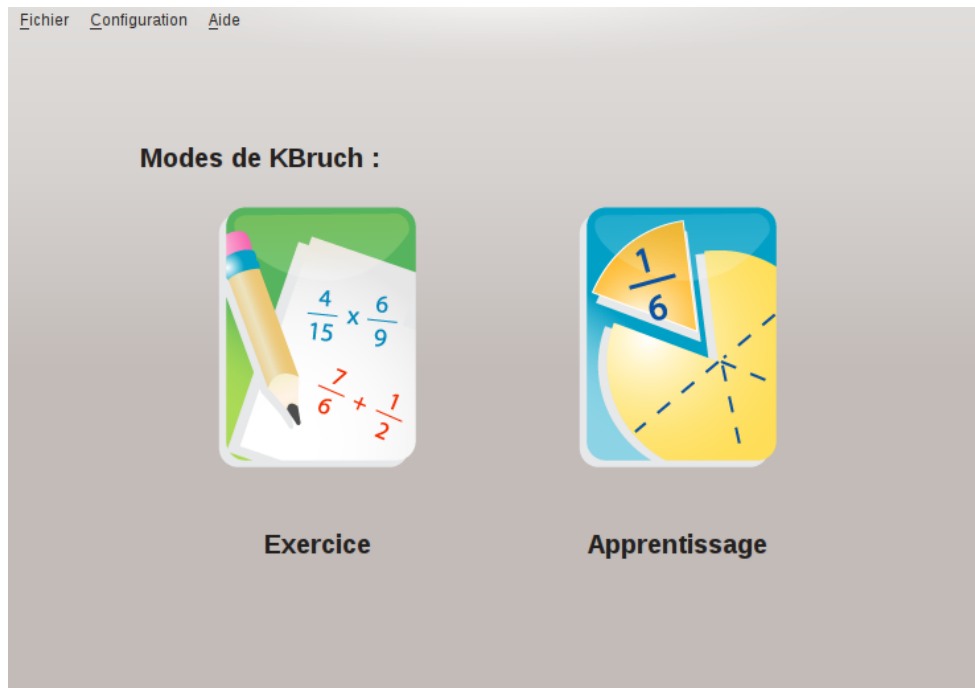 Fichier Configuration Aide
Modes de KBruch :
4/15 x 6/9
7/6 + 1/2
1/6
Exercice Apprentissage